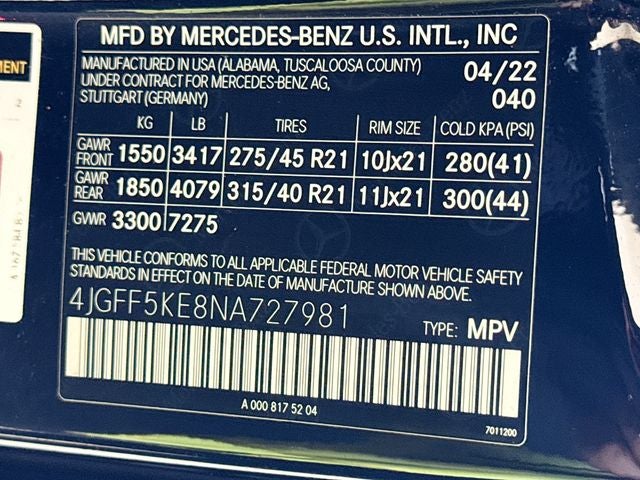 MFD BY MERCEDES-BENZ U.S. INTL., INC
MANUFACTURED IN USA (ALABAMA, TUSCALOOSA COUNTY)
UNDER CONTRACT FOR MERCEDES-BENZ AG,
STUTTGART (GERMANY)
04/22
040
KG LB TIRES RIM SIZE COLD KPA (PSI)
GAWR FRONT 1550 3417 275/45 R21 10Jx21 280(41)
GAWR REAR 1850 4079 315/40 R21 11Jx21 300(44)
GVWR 3300 7275
THIS VEHICLE CONFORMS TO ALL APPLICABLE FEDERAL MOTOR VEHICLE SAFETY
STANDARDS IN EFFECT ON THE DATE OF MANUFACTURE SHOWN ABOVE.
4JGFF5KE8NA727981
TYPE: MPV
A 000 817 52 04
7011200